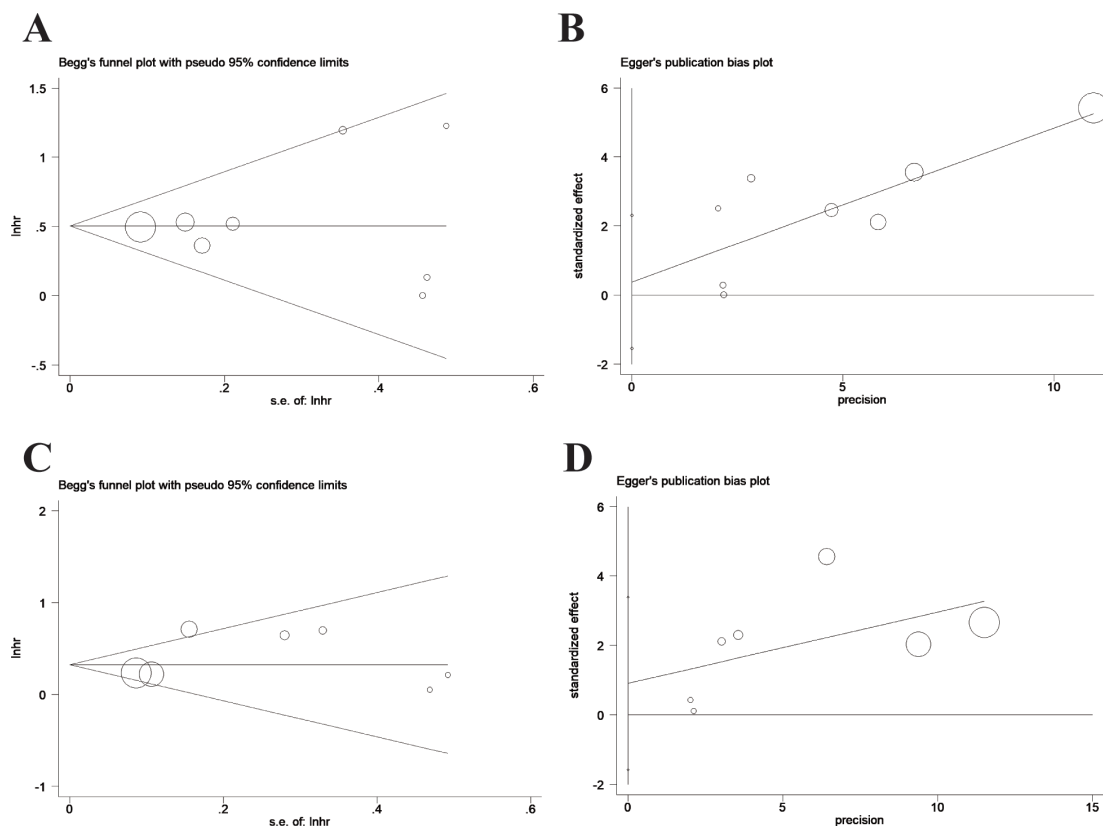 A
Begg's funnel plot with pseudo 95% confidence limits
lnhr
1.5
1
.5
0
-.5
0 .2 .4 .6
s.e. of: lnhr
B
Egger's publication bias plot
standardized effect
6
4
2
0
-2
0 5 10
precision
C
Begg's funnel plot with pseudo 95% confidence limits
lnhr
2
1
0
-1
0 .2 .4 .6
s.e. of: lnhr
D
Egger's publication bias plot
standardized effect
6
4
2
0
-2
0 5 10 15
precision